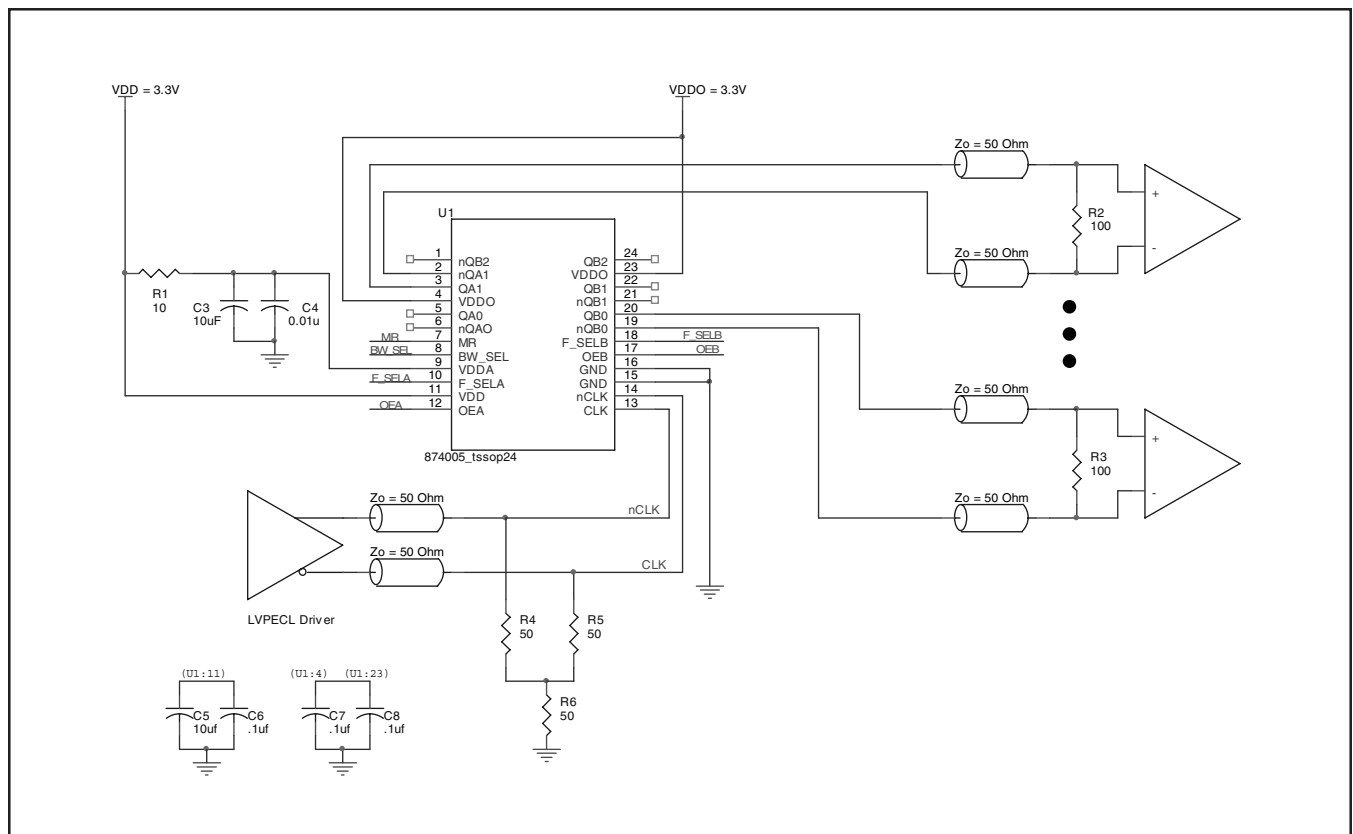 VDD = 3.3V
VDDO = 3.3V
Zo = 50 Ohm
R2
100
+
-
Zo = 50 Ohm
U1
1
2
3
4
5
6
7
8
9
10
11
12
nQB2
nQA1
QA1
VDDO
QA0
nQAO
MR
BW_SEL
VDDA
F_SELA
VDD
OEA
MR
BW_SEL
F_SELA
OEA
QB2
VDDO
QB1
nQB1
QB0
nQB0
F_SELB
OEB
GND
GND
nCLK
CLK
24
23
22
21
20
19
18
17
16
15
14
13
F_SELB
OEB
874005_tssop24
R1
10
C3
10uF
C4
0.01u
Zo = 50 Ohm
R3
100
+
-
Zo = 50 Ohm
Zo = 50 Ohm
nCLK
Zo = 50 Ohm
CLK
LVPECL Driver
R4
50
R5
50
R6
50
(U1:11)
C5
10uf
C6
.1uf
(U1:4)
(U1:23)
C7
.1uf
C8
.1uf